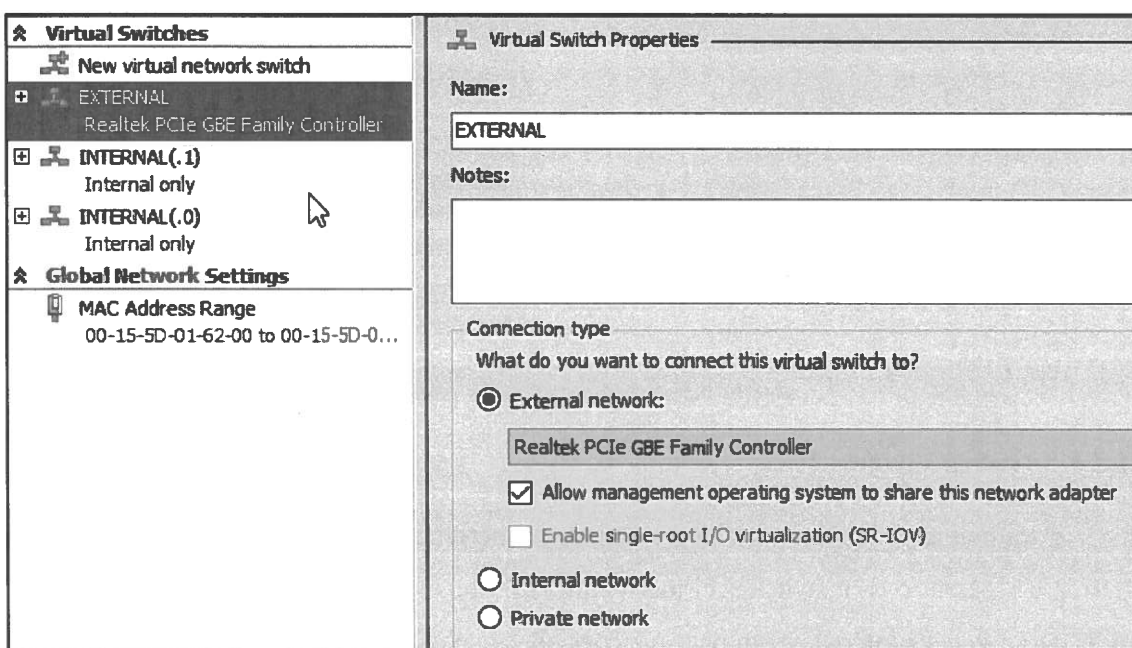 Virtual Switches
New virtual network switch
EXTERNAL
Realtek PCIe GBE Family Controller
INTERNAL(.1)
Internal only
INTERNAL(.0)
Internal only
Global Network Settings
MAC Address Range
00-15-5D-01-62-00 to 00-15-5D-0...
Virtual Switch Properties
Name:
EXTERNAL
Notes:
Connection type
What do you want to connect this virtual switch to?
External network:
Realtek PCIe GBE Family Controller
Allow management operating system to share this network adapter
Enable single-root I/O virtualization (SR-IOV)
Internal network
Private network